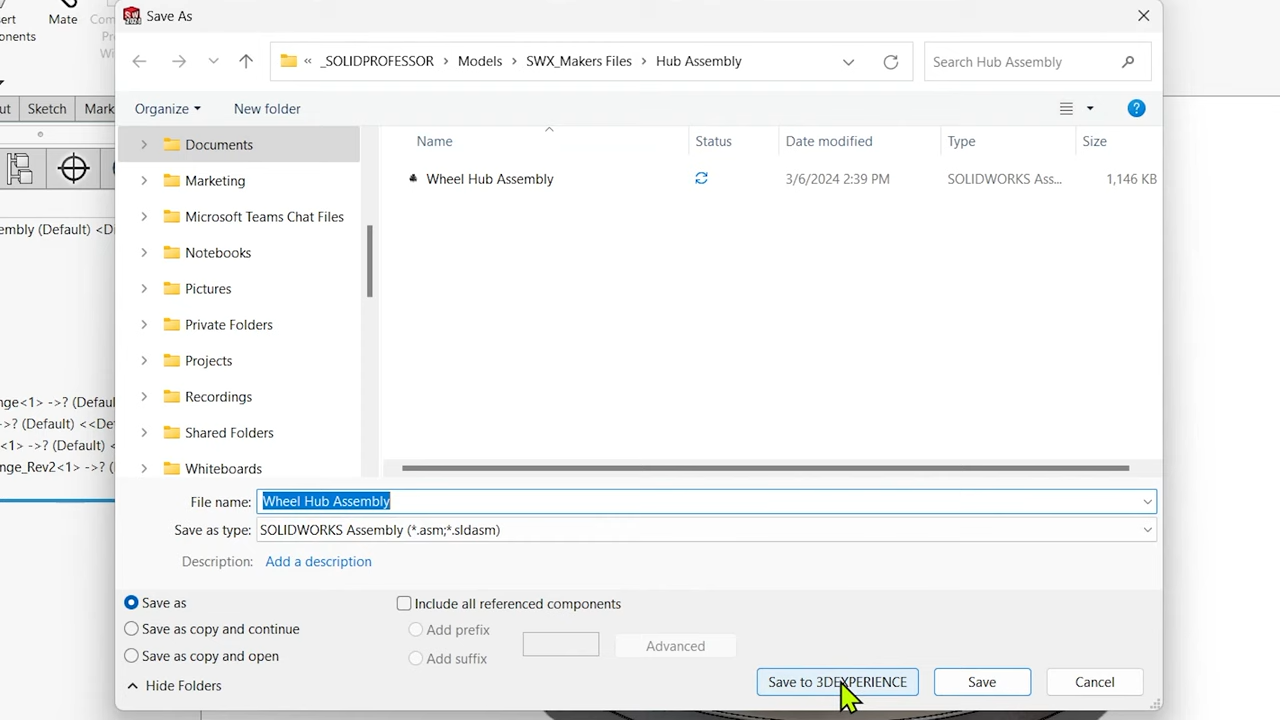 Save As
Mate
_SOLIDPROFESSOR > Models > SWX_Makers Files > Hub Assembly
Search Hub Assembly
Organize
New folder
Sketch
Name
Status
Date modified
Type
Size
Documents
Marketing
Microsoft Teams Chat Files
Notebooks
Pictures
Private Folders
Projects
Recordings
Shared Folders
Whiteboards
Wheel Hub Assembly
3/6/2024 2:39 PM
SOLIDWORKS Ass...
1,146 KB
embly (Default) <D
nge<1> ->? (Defau
->? (Default) <<De
<1> ->? (Default) <
nge_Rev2<1> ->? (
File name: Wheel Hub Assembly
Save as type: SOLIDWORKS Assembly (*.asm;*.sldasm)
Description: Add a description
Save as
Save as copy and continue
Save as copy and open
Include all referenced components
Add prefix
Add suffix
Advanced
Hide Folders
Save to 3DEXPERIENCE
Save
Cancel